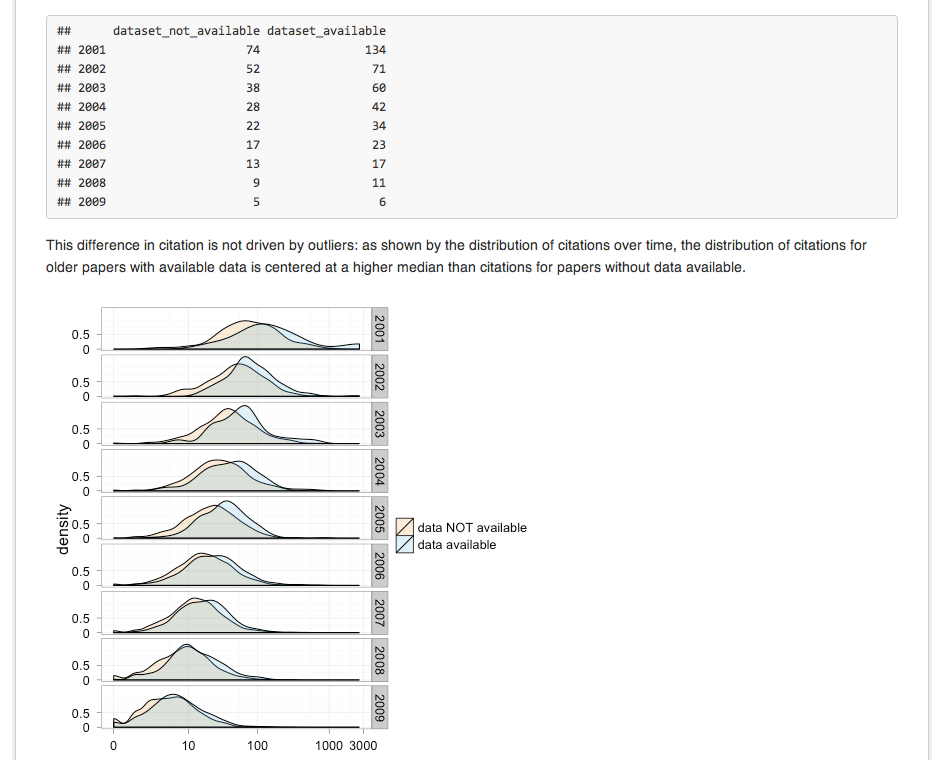 ##      dataset_not_available dataset_available
## 2001                    74               134
## 2002                    52                71
## 2003                    38                60
## 2004                    28                42
## 2005                    22                34
## 2006                    17                23
## 2007                    13                17
## 2008                     9                11
## 2009                     5                 6
This difference in citation is not driven by outliers: as shown by the distribution of citations over time, the distribution of citations for
older papers with available data is centered at a higher median than citations for papers without data available.
density
0.5
0
2001
0.5
0
2002
0.5
0
2003
0.5
0
2004
0.5
0
2005
0.5
0
2006
0.5
0
2007
0.5
0
2008
0.5
0
2009
0 10 100 1000 3000
data NOT available
data available